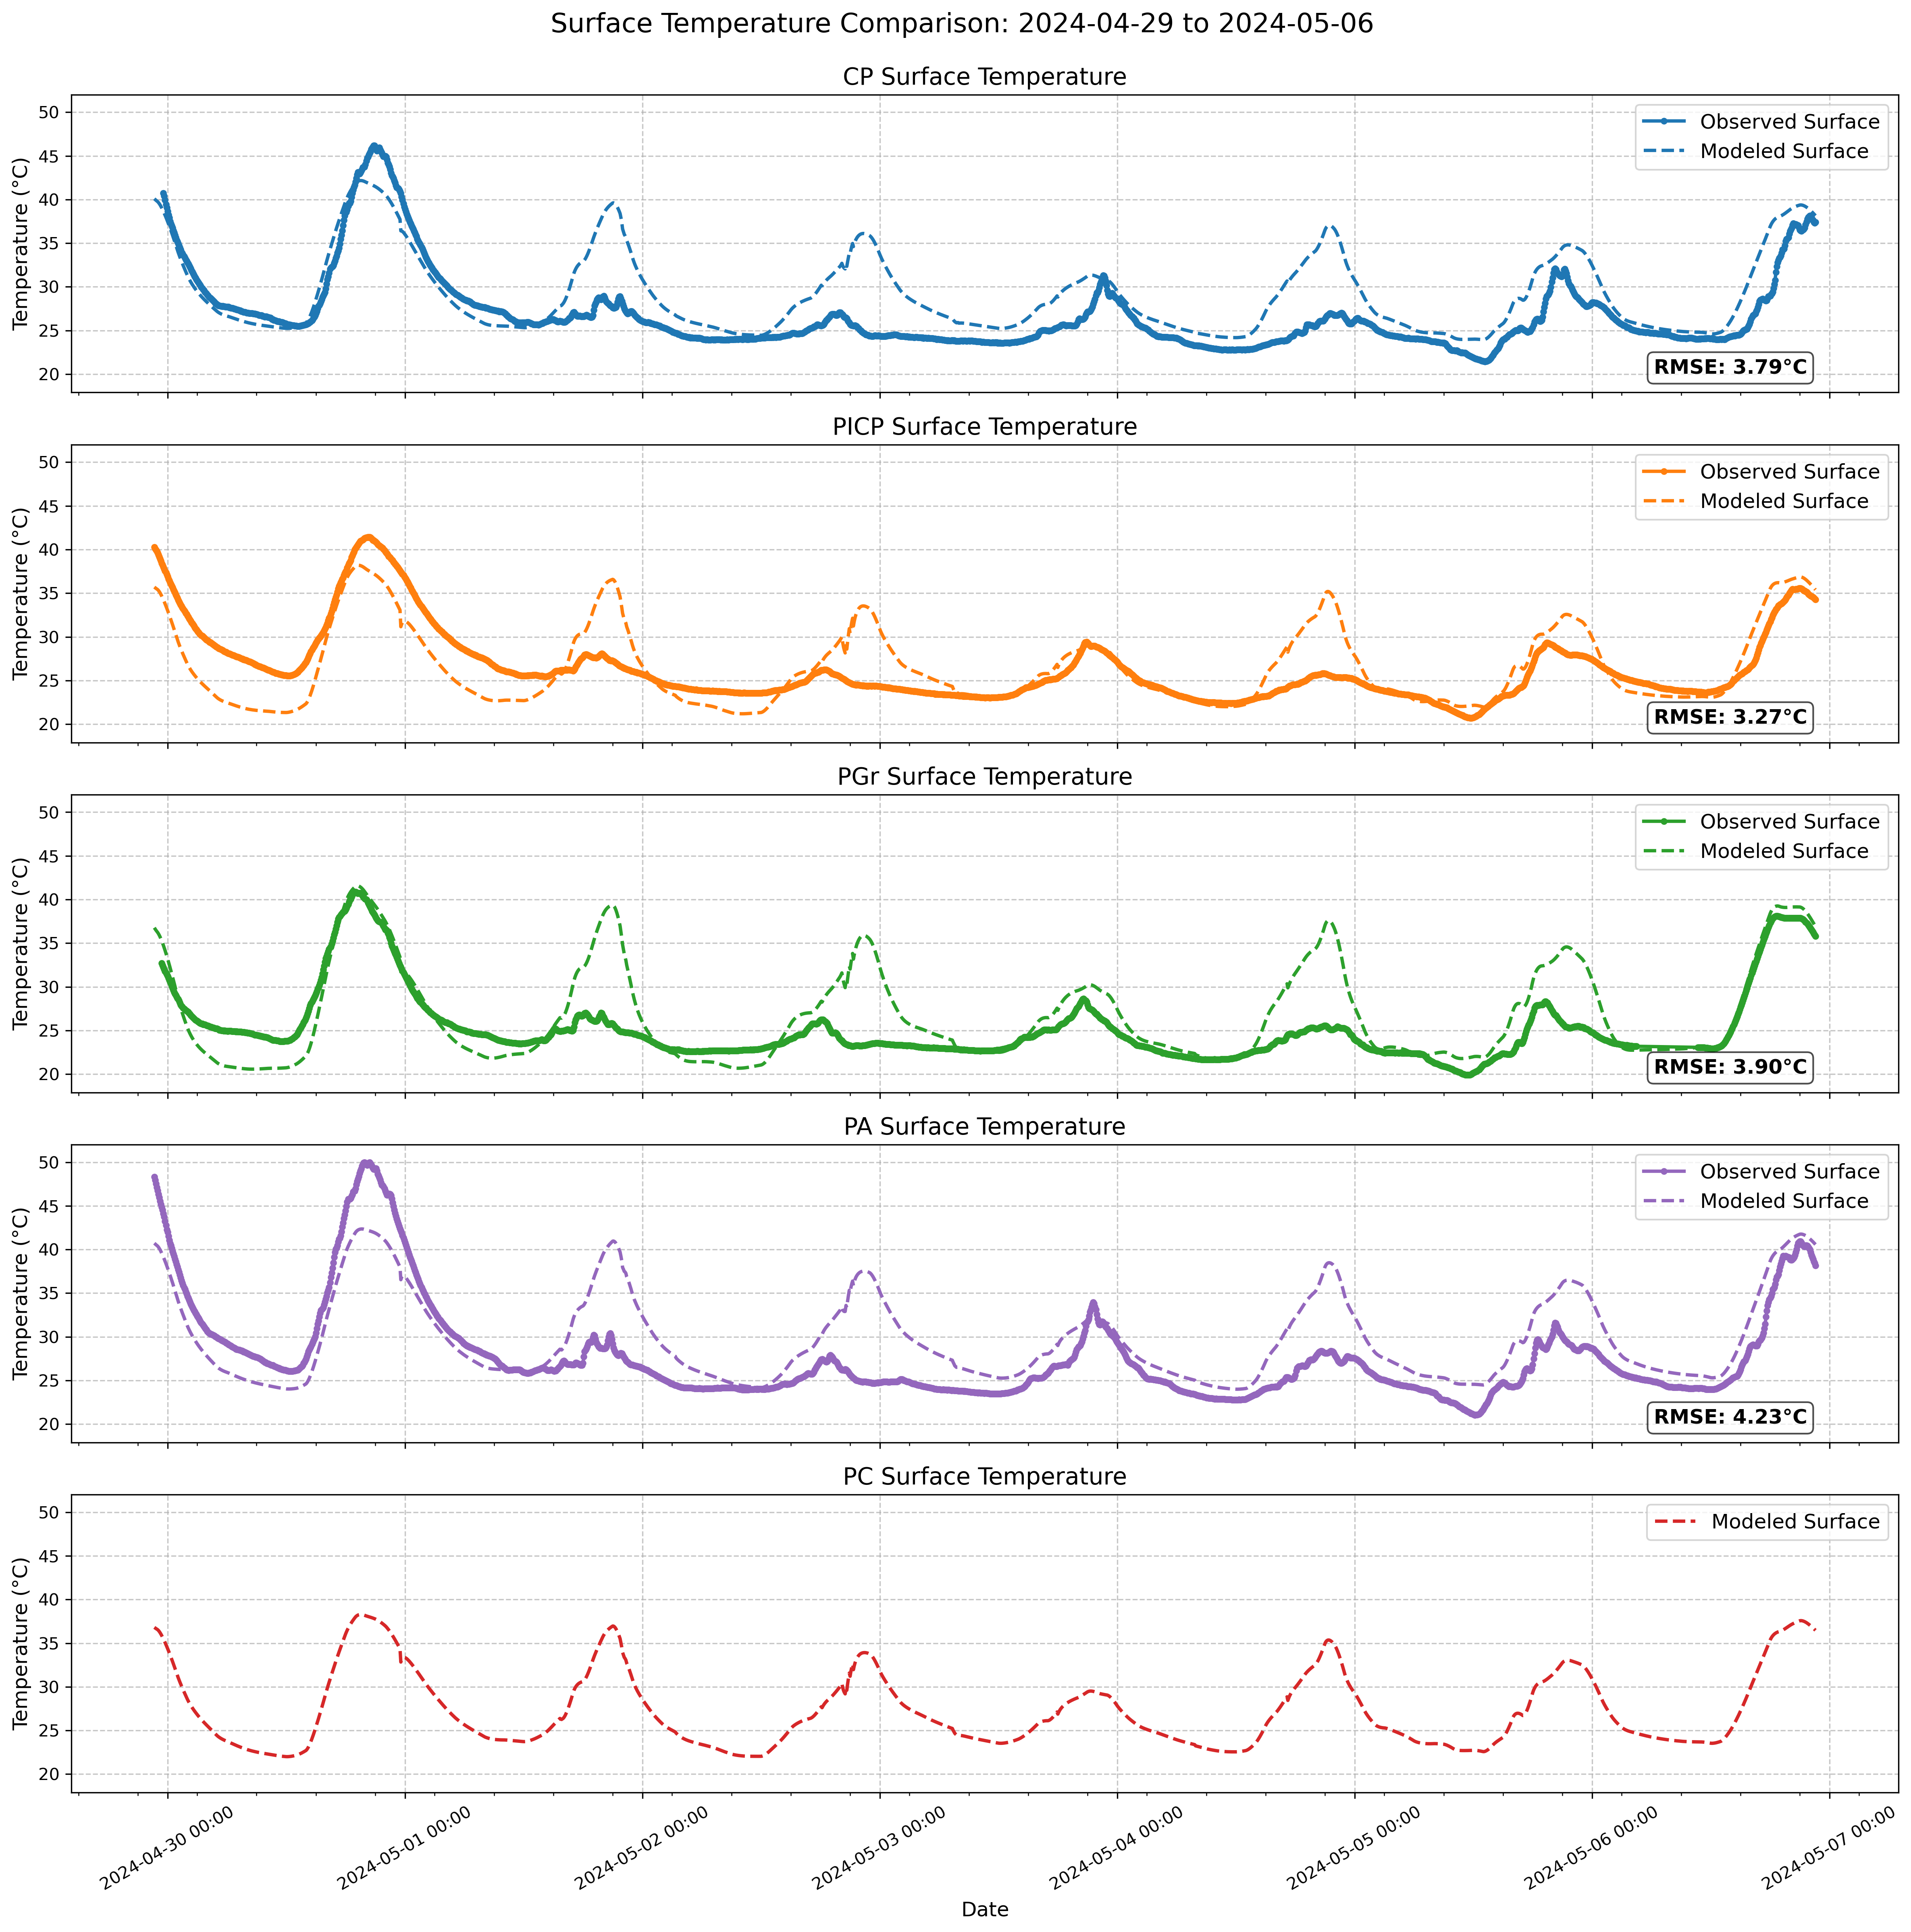 Surface Temperature Comparison: 2024-04-29 to 2024-05-06
CP Surface Temperature
Temperature (°C)
50
45
40
35
30
25
20
Observed Surface
Modeled Surface
RMSE: 3.79°C
PICP Surface Temperature
Temperature (°C)
50
45
40
35
30
25
20
Observed Surface
Modeled Surface
RMSE: 3.27°C
PGr Surface Temperature
Temperature (°C)
50
45
40
35
30
25
20
Observed Surface
Modeled Surface
RMSE: 3.90°C
PA Surface Temperature
Temperature (°C)
50
45
40
35
30
25
20
Observed Surface
Modeled Surface
RMSE: 4.23°C
PC Surface Temperature
Temperature (°C)
50
45
40
35
30
25
20
Modeled Surface
2024-04-30 00:00
2024-05-01 00:00
2024-05-02 00:00
2024-05-03 00:00
2024-05-04 00:00
2024-05-05 00:00
2024-05-06 00:00
2024-05-07 00:00
Date